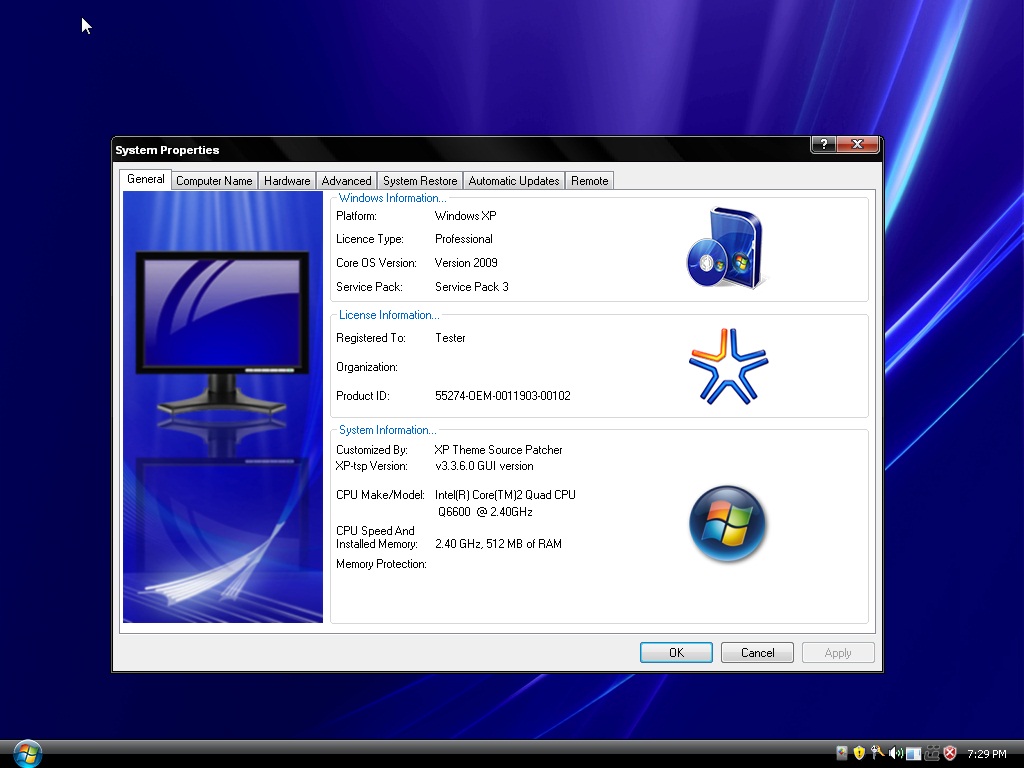 System Properties
?
General Computer Name Hardware Advanced System Restore Automatic Updates Remote
Windows Information...
Platform: Windows XP
Licence Type: Professional
Core OS Version: Version 2009
Service Pack: Service Pack 3
License Information...
Registered To: Tester
Organization:
Product ID: 55274-OEM-0011903-00102
System Information...
Customized By: XP Theme Source Patcher
XP-tsp Version: v3.3.6.0 GUI version
CPU Make/Model: Intel(R) Core(TM)2 Quad CPU
Q6600 @ 2.40GHz
CPU Speed And
Installed Memory: 2.40 GHz, 512 MB of RAM
Memory Protection:
OK Cancel Apply
7:29 PM